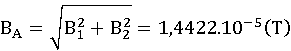 B_A = √(B_1^2 + B_2^2) = 1,4422.10^{-5}(T)